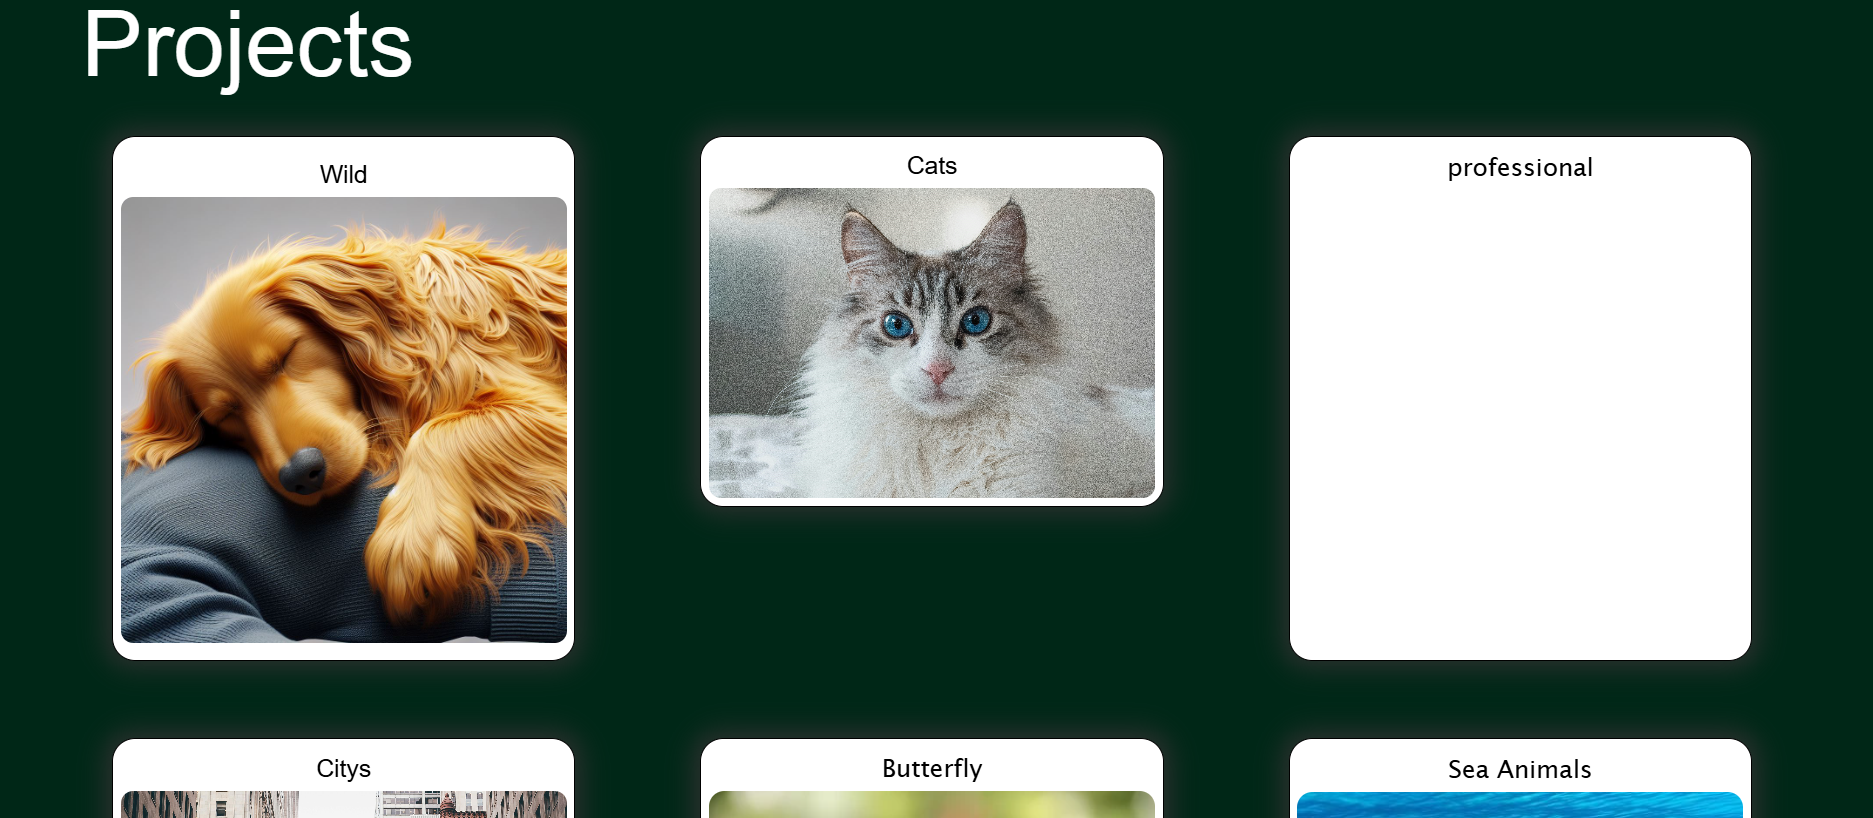 Projects
Wild
Cats
professional
Citys
Butterfly
Sea Animals